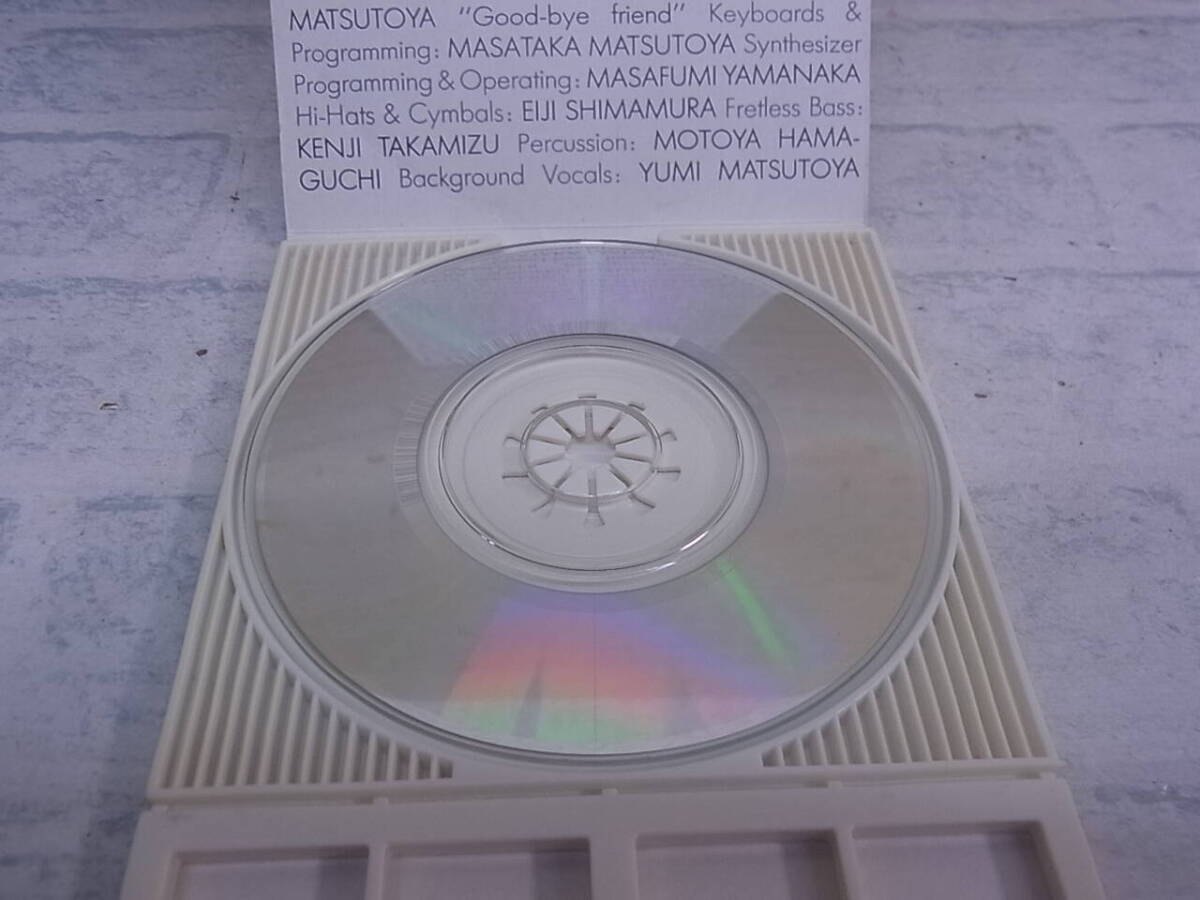 MATSUTOYA "Good-bye friend" Keyboards &
Programming: MASATAKA MATSUTOYA Synthesizer
Programming & Operating: MASAFUMI YAMANAKA
Hi-Hats & Cymbals: EIJI SHIMAMURA Fretless Bass:
KENJI TAKAMIZU Percussion: MOTOYA HAMA-
GUCHI Background Vocals: YUMI MATSUTOYA